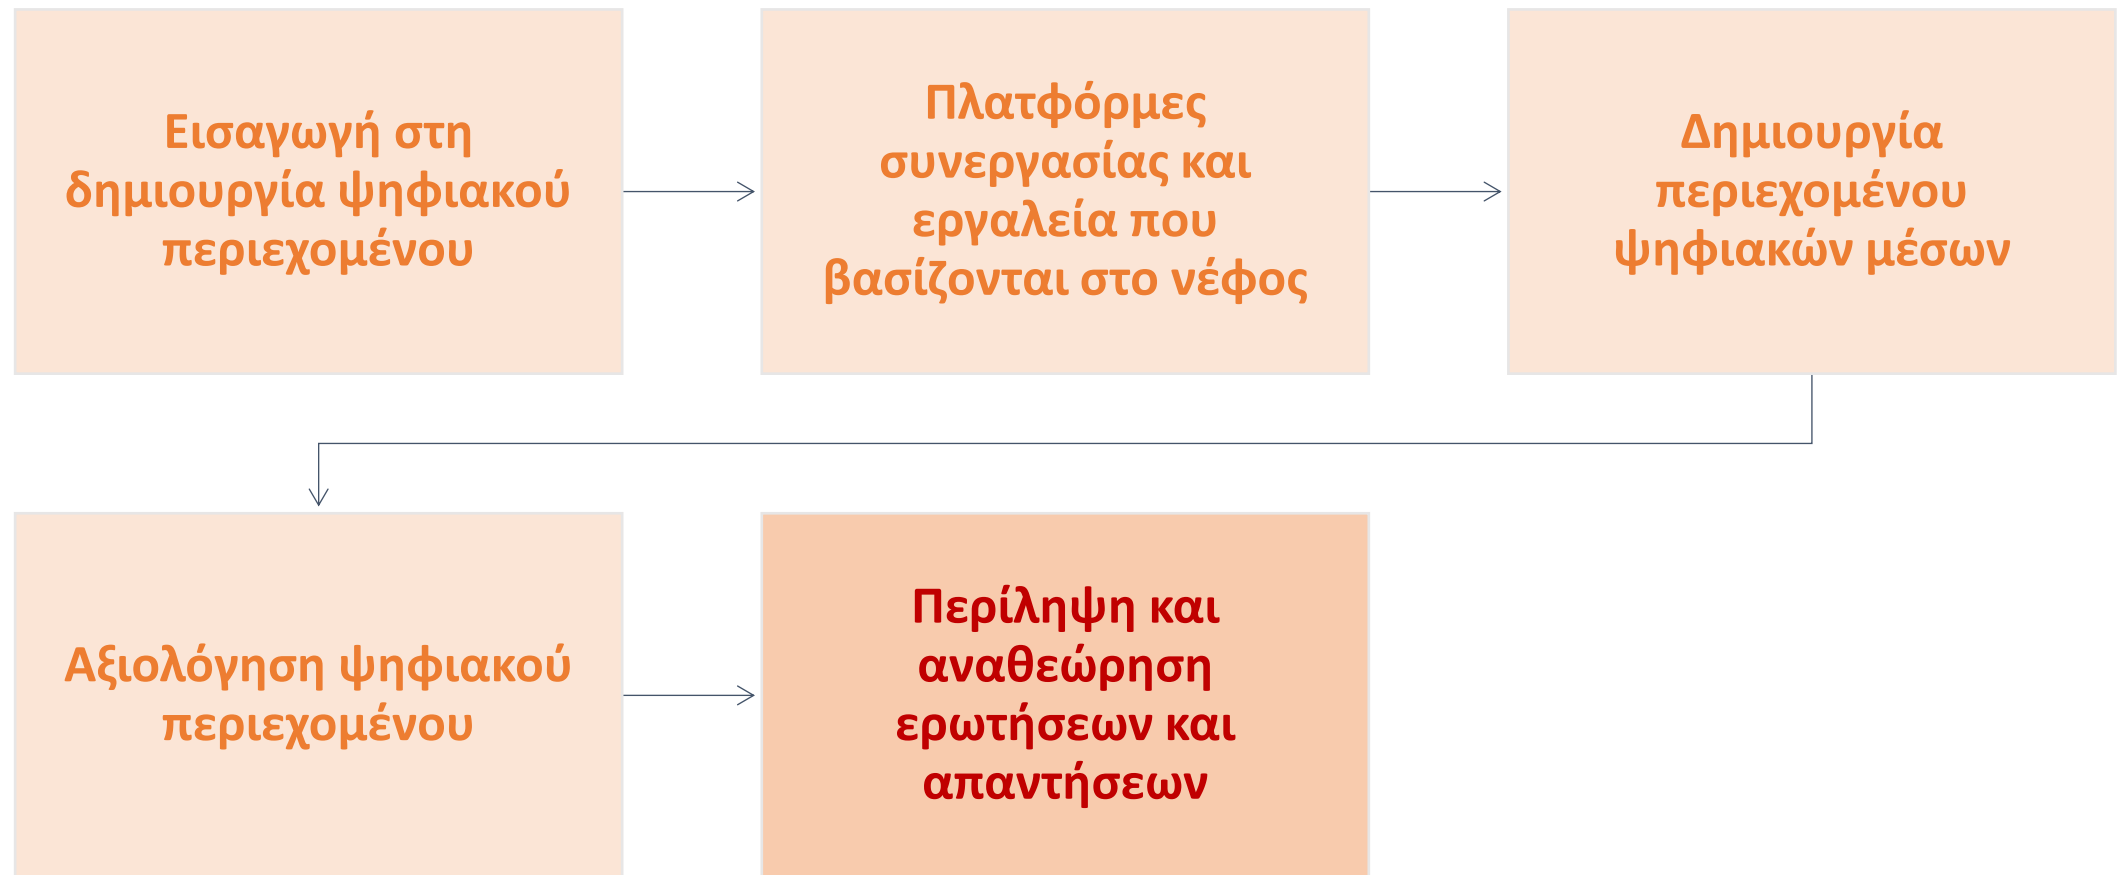 Εισαγωγή στη
δημιουργία ψηφιακού
περιεχομένου
Πλατφόρμες
συνεργασίας και
εργαλεία που
βασίζονται στο νέφος
Δημιουργία
περιεχομένου
ψηφιακών μέσων
Αξιολόγηση ψηφιακού
περιεχομένου
Περίληψη και
αναθεώρηση
ερωτήσεων και
απαντήσεων